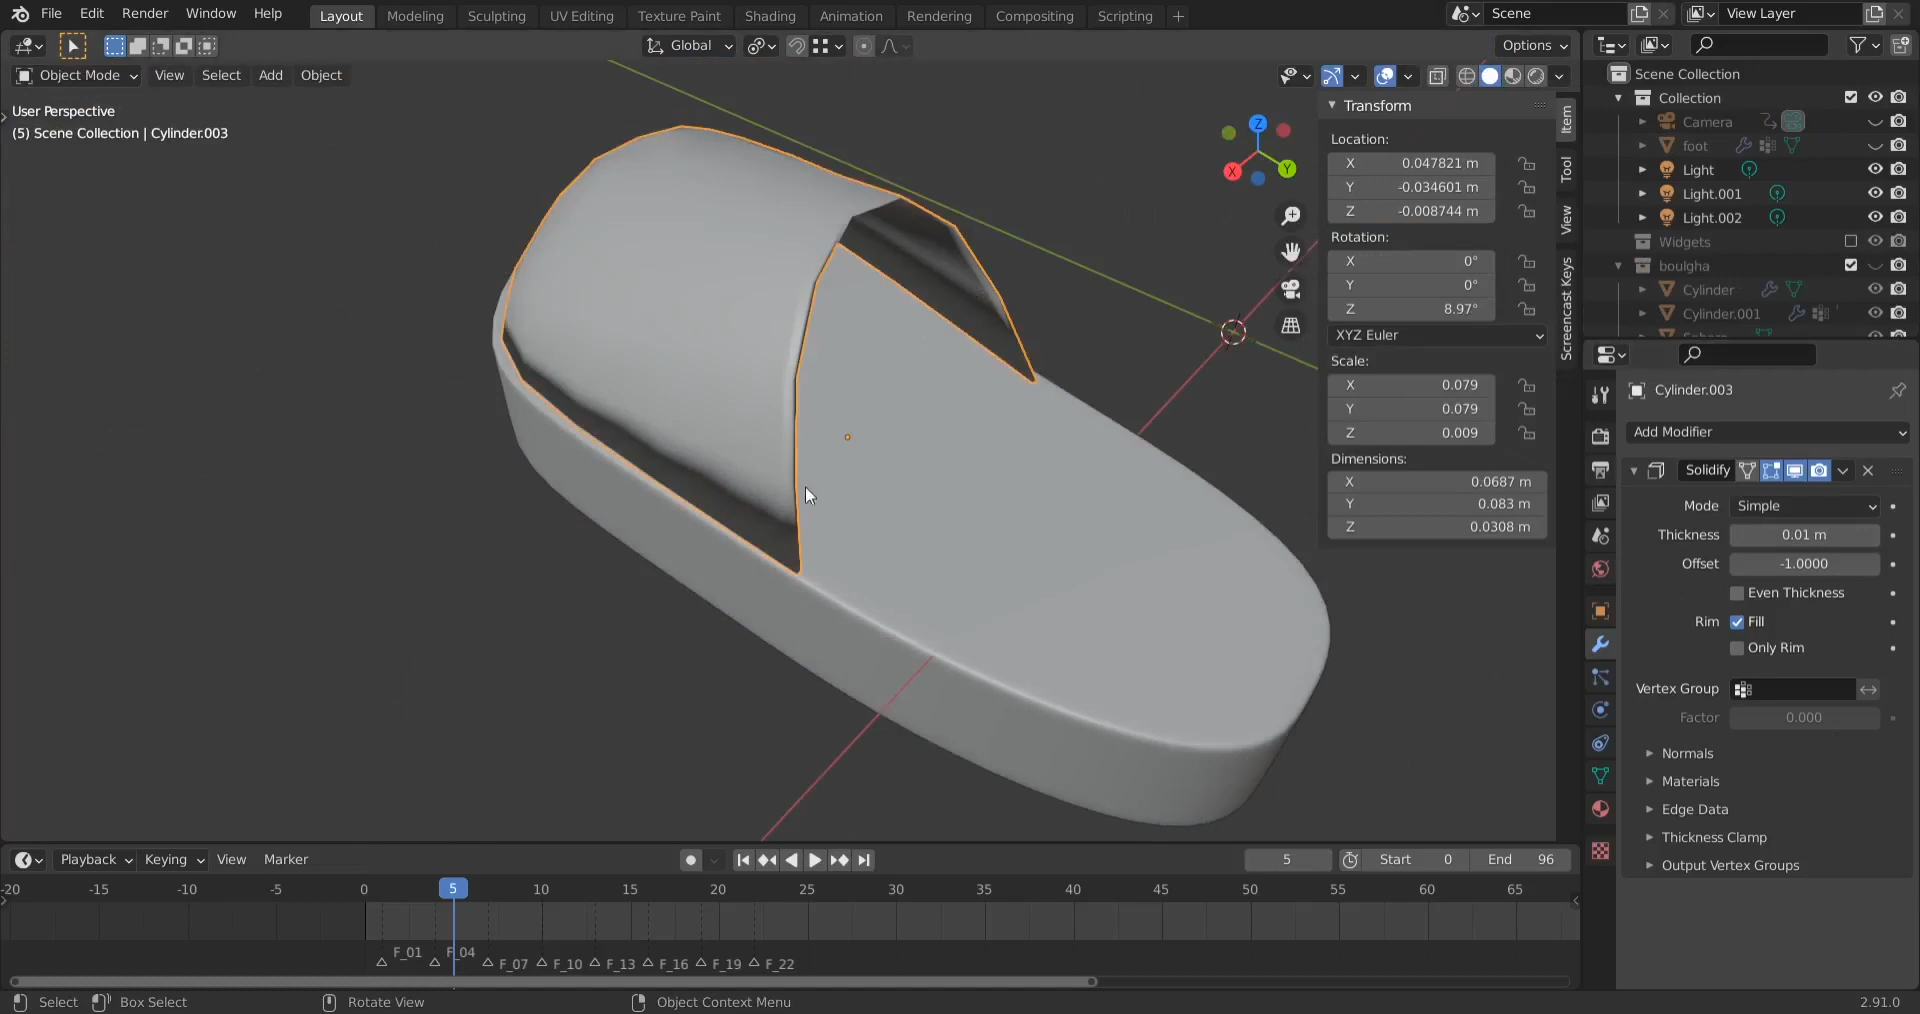 File Edit Render Window Help
Layout Modeling Sculpting UV Editing Texture Paint Shading Animation Rendering Compositing Scripting +
Scene View Layer
Global Options
Object Mode View Select Add Object
User Perspective
(5) Scene Collection | Cylinder.003
Z
X Y
Transform
Location:
X 0.047821 m
Y -0.034601 m
Z -0.008744 m
Rotation:
X 0°
Y 0°
Z 8.97°
XYZ Euler
Scale:
X 0.079
Y 0.079
Z 0.009
Dimensions:
X 0.0687 m
Y 0.083 m
Z 0.0308 m
Item
Tool
View
Screencast Keys
Scene Collection
Collection
Camera
foot
Light
Light.001
Light.002
Widgets
boulgha
Cylinder
Cylinder.001
Cylinder.003
Add Modifier
Solidify
Mode Simple
Thickness 0.01 m
Offset -1.0000
Even Thickness
Rim Fill
Only Rim
Vertex Group
Factor 0.000
Normals
Materials
Edge Data
Thickness Clamp
Output Vertex Groups
Playback Keying View Marker
5 Start 0 End 96
-20 -15 -10 -5 0 5 10 15 20 25 30 35 40 45 50 55 60 65
F_01 F_04 F_07 F_10 F_13 F_16 F_19 F_22
Select Box Select Rotate View Object Context Menu 2.91.0